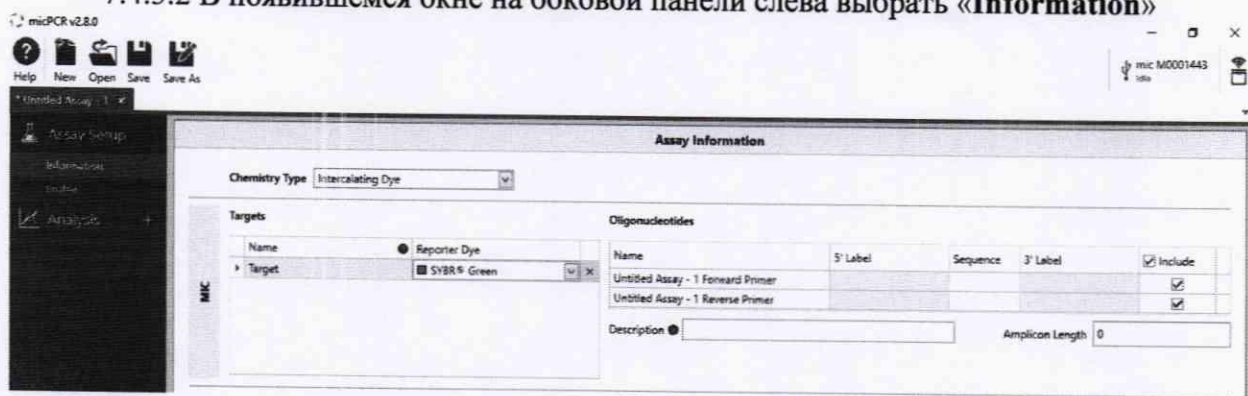 7.4.3.2 В появившемся окне на боковой панели слева выбрать «Information»
micPCR v2.8.0
Help New Open Save Save As
mic M0001443
Idle
* Untitled Assay - 1 ×
Assay Setup
Information
Profile
Analysis +
Assay Information
Chemistry Type Intercalating Dye
MIC
Targets
Name Reporter Dye
Target SYBR® Green
Oligonucleotides
Name 5' Label Sequence 3' Label Include
Untitled Assay - 1 Forward Primer
Untitled Assay - 1 Reverse Primer
Description Amplicon Length 0